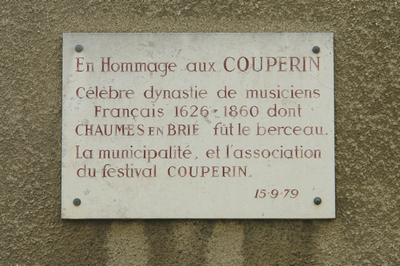 En Hommage aux COUPERIN
Célèbre dynastie de musiciens
Français 1626-1860 dont
CHAUMES EN BRIE fût le berceau.
La municipalité, et l'association
du festival COUPERIN.
15-9-79